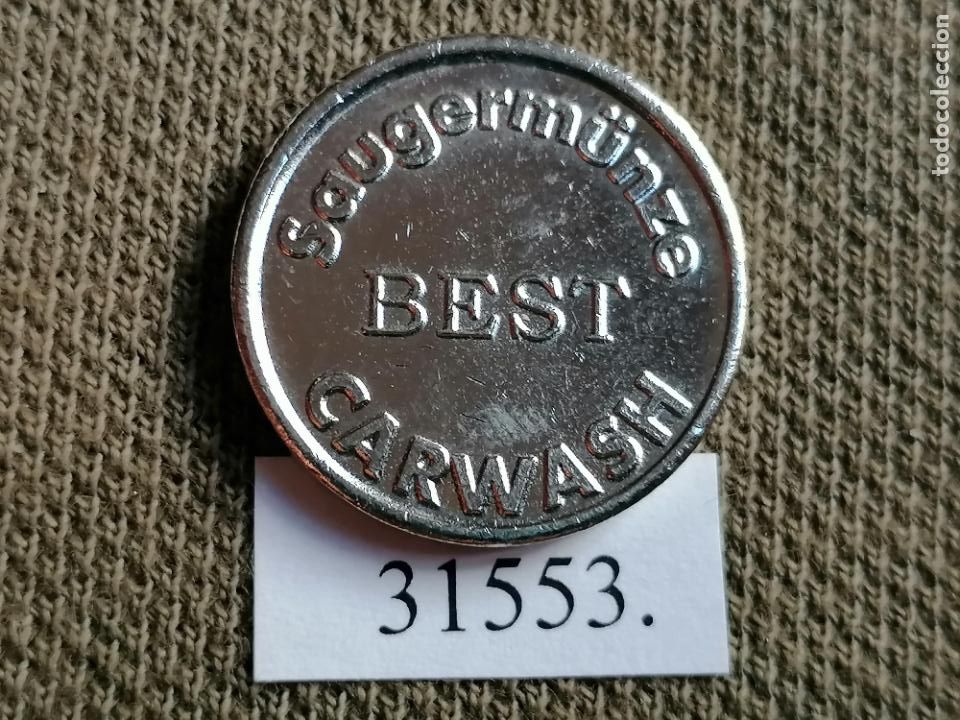 Saugermünze
BEST
CARWASH
31553.
todocoleccion